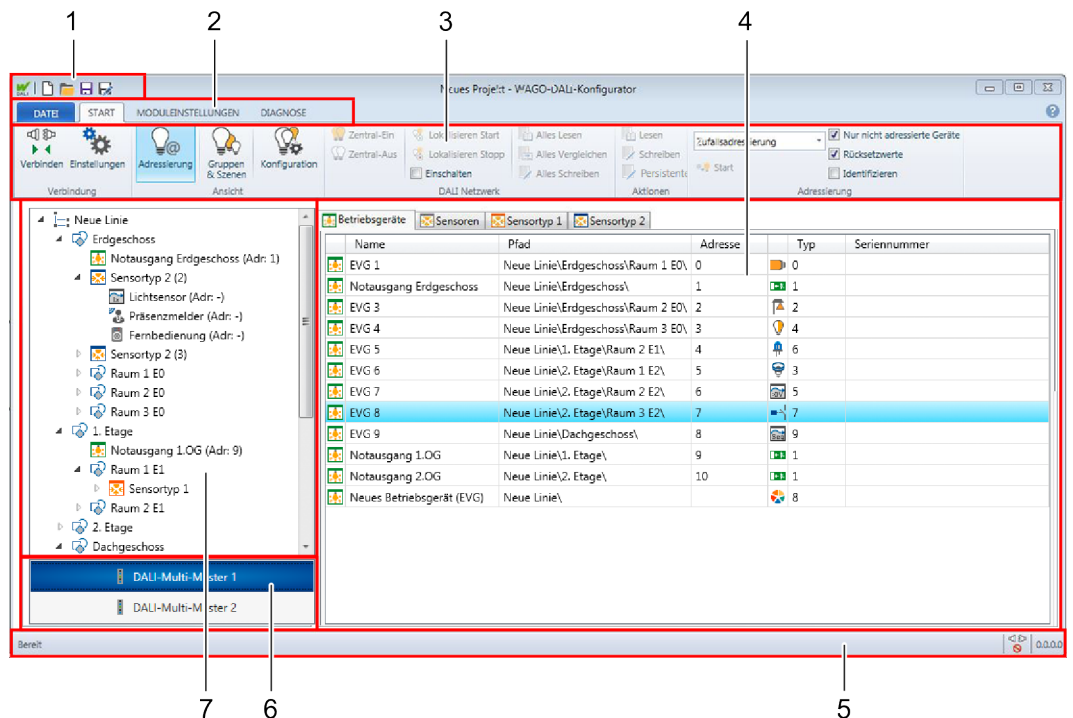 1 2 3 4
DALI
Neues Projekt - WAGO-DALI-Konfigurator
DATEI START MODULEINSTELLUNGEN DIAGNOSE
Zentral-Ein Lokalisieren Start Alles Lesen Lesen Zufallsadressierung Nur nicht adressierte Geräte
Verbinden Einstellungen Adressierung Gruppen & Szenen Konfiguration Zentral-Aus Lokalisieren Stopp Alles Vergleichen Schreiben Rücksetzwerte
Einschalten Alles Schreiben Persistente Start Identifizieren
Verbindung Ansicht DALI Netzwerk Aktionen Adressierung
Neue Linie
Erdgeschoss
Notausgang Erdgeschoss (Adr: 1)
Sensortyp 2 (2)
Lichtsensor (Adr: -)
Präsenzmelder (Adr: -)
Fernbedienung (Adr: -)
Sensortyp 2 (3)
Raum 1 E0
Raum 2 E0
Raum 3 E0
1. Etage
Notausgang 1.OG (Adr: 9)
Raum 1 E1
Sensortyp 1
Raum 2 E1
2. Etage
Dachgeschoss
DALI-Multi-Master 1
DALI-Multi-Master 2
Betriebsgeräte Sensoren Sensortyp 1 Sensortyp 2
Name Pfad Adresse Typ Seriennummer
EVG 1 Neue Linie\Erdgeschoss\Raum 1 E0\ 0 0
Notausgang Erdgeschoss Neue Linie\Erdgeschoss\ 1 1
EVG 3 Neue Linie\Erdgeschoss\Raum 2 E0\ 2 2
EVG 4 Neue Linie\Erdgeschoss\Raum 3 E0\ 3 4
EVG 5 Neue Linie\1. Etage\Raum 2 E1\ 4 6
EVG 6 Neue Linie\2. Etage\Raum 1 E2\ 5 3
EVG 7 Neue Linie\2. Etage\Raum 2 E2\ 6 5
EVG 8 Neue Linie\2. Etage\Raum 3 E2\ 7 7
EVG 9 Neue Linie\Dachgeschoss\ 8 9
Notausgang 1.OG Neue Linie\1. Etage\ 9 1
Notausgang 2.OG Neue Linie\2. Etage\ 10 1
Neues Betriebsgerät (EVG) Neue Linie\ 8
Bereit 0.0.0.0
7 6 5